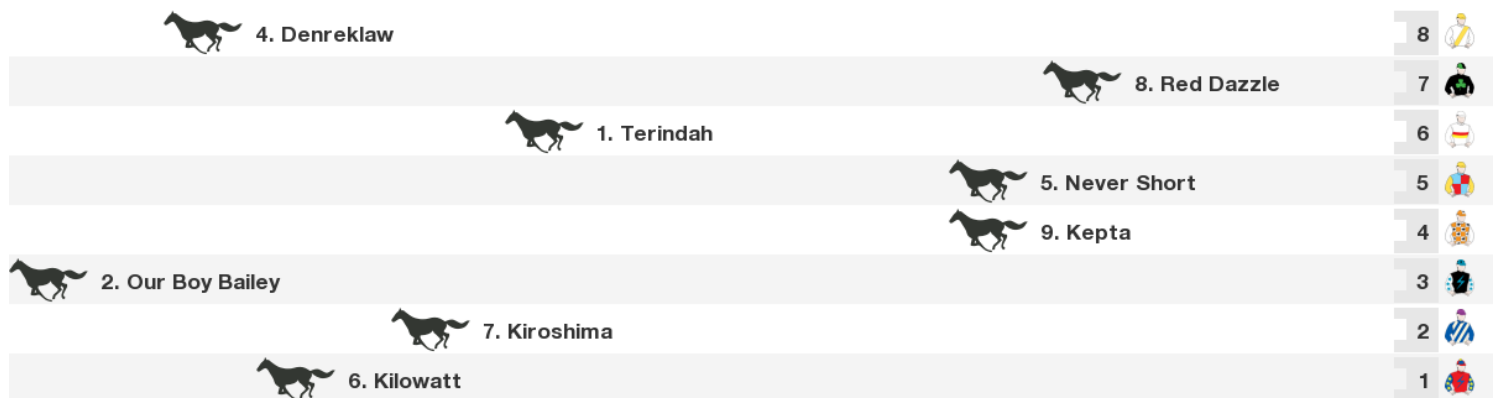 4. Denreklaw 8
8. Red Dazzle 7
1. Terindah 6
5. Never Short 5
9. Kepta 4
2. Our Boy Bailey 3
7. Kiroshima 2
6. Kilowatt 1